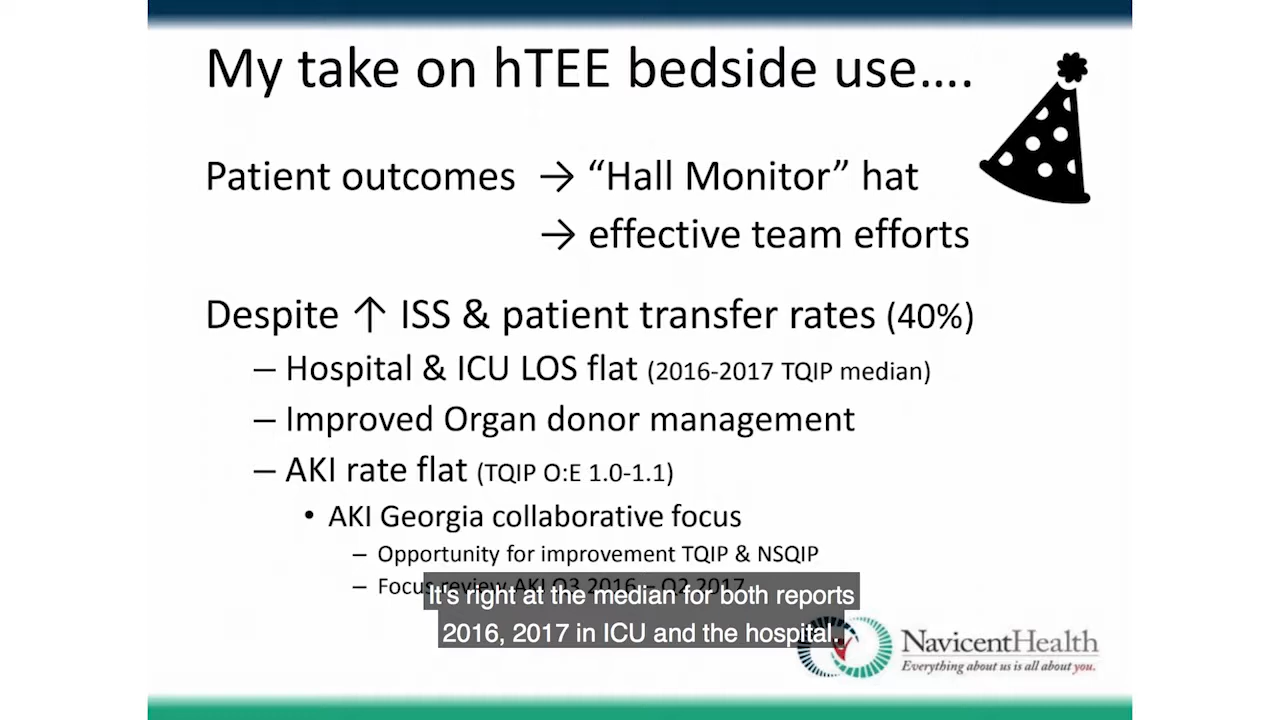 My take on hTEE bedside use....
Patient outcomes → “Hall Monitor” hat
→ effective team efforts
Despite ↑ ISS & patient transfer rates (40%)
– Hospital & ICU LOS flat (2016-2017 TQIP median)
– Improved Organ donor management
– AKI rate flat (TQIP O:E 1.0-1.1)
• AKI Georgia collaborative focus
– Opportunity for improvement TQIP & NSQIP
– Focus review AKI Q3 2016 – Q2 2017
It's right at the median for both reports
2016, 2017 in ICU and the hospital.
NavicentHealth
Everything about us is all about you.